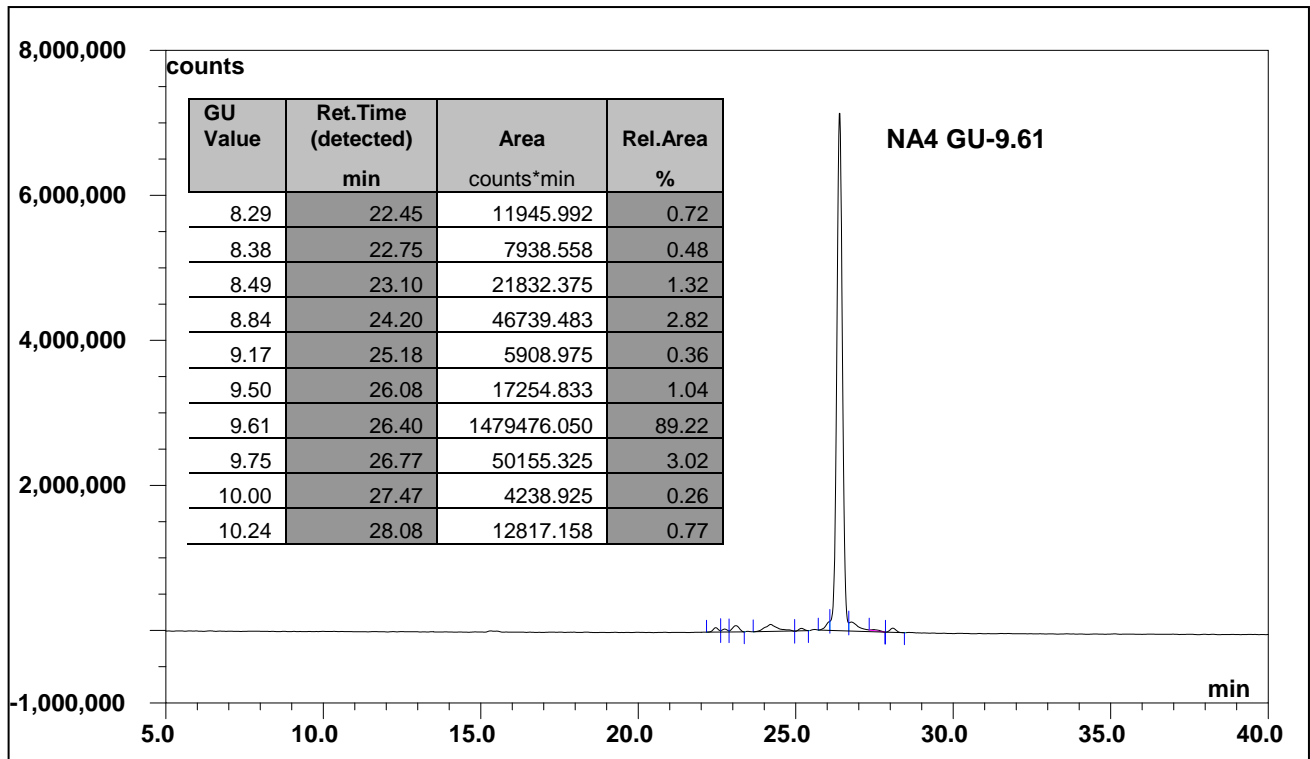 8,000,000
counts
GU Value Ret.Time (detected) Area Rel.Area
min counts*min %
8.29 22.45 11945.992 0.72
8.38 22.75 7938.558 0.48
8.49 23.10 21832.375 1.32
8.84 24.20 46739.483 2.82
9.17 25.18 5908.975 0.36
9.50 26.08 17254.833 1.04
9.61 26.40 1479476.050 89.22
9.75 26.77 50155.325 3.02
10.00 27.47 4238.925 0.26
10.24 28.08 12817.158 0.77
NA4 GU-9.61
6,000,000
4,000,000
2,000,000
-1,000,000
min
5.0 10.0 15.0 20.0 25.0 30.0 35.0 40.0